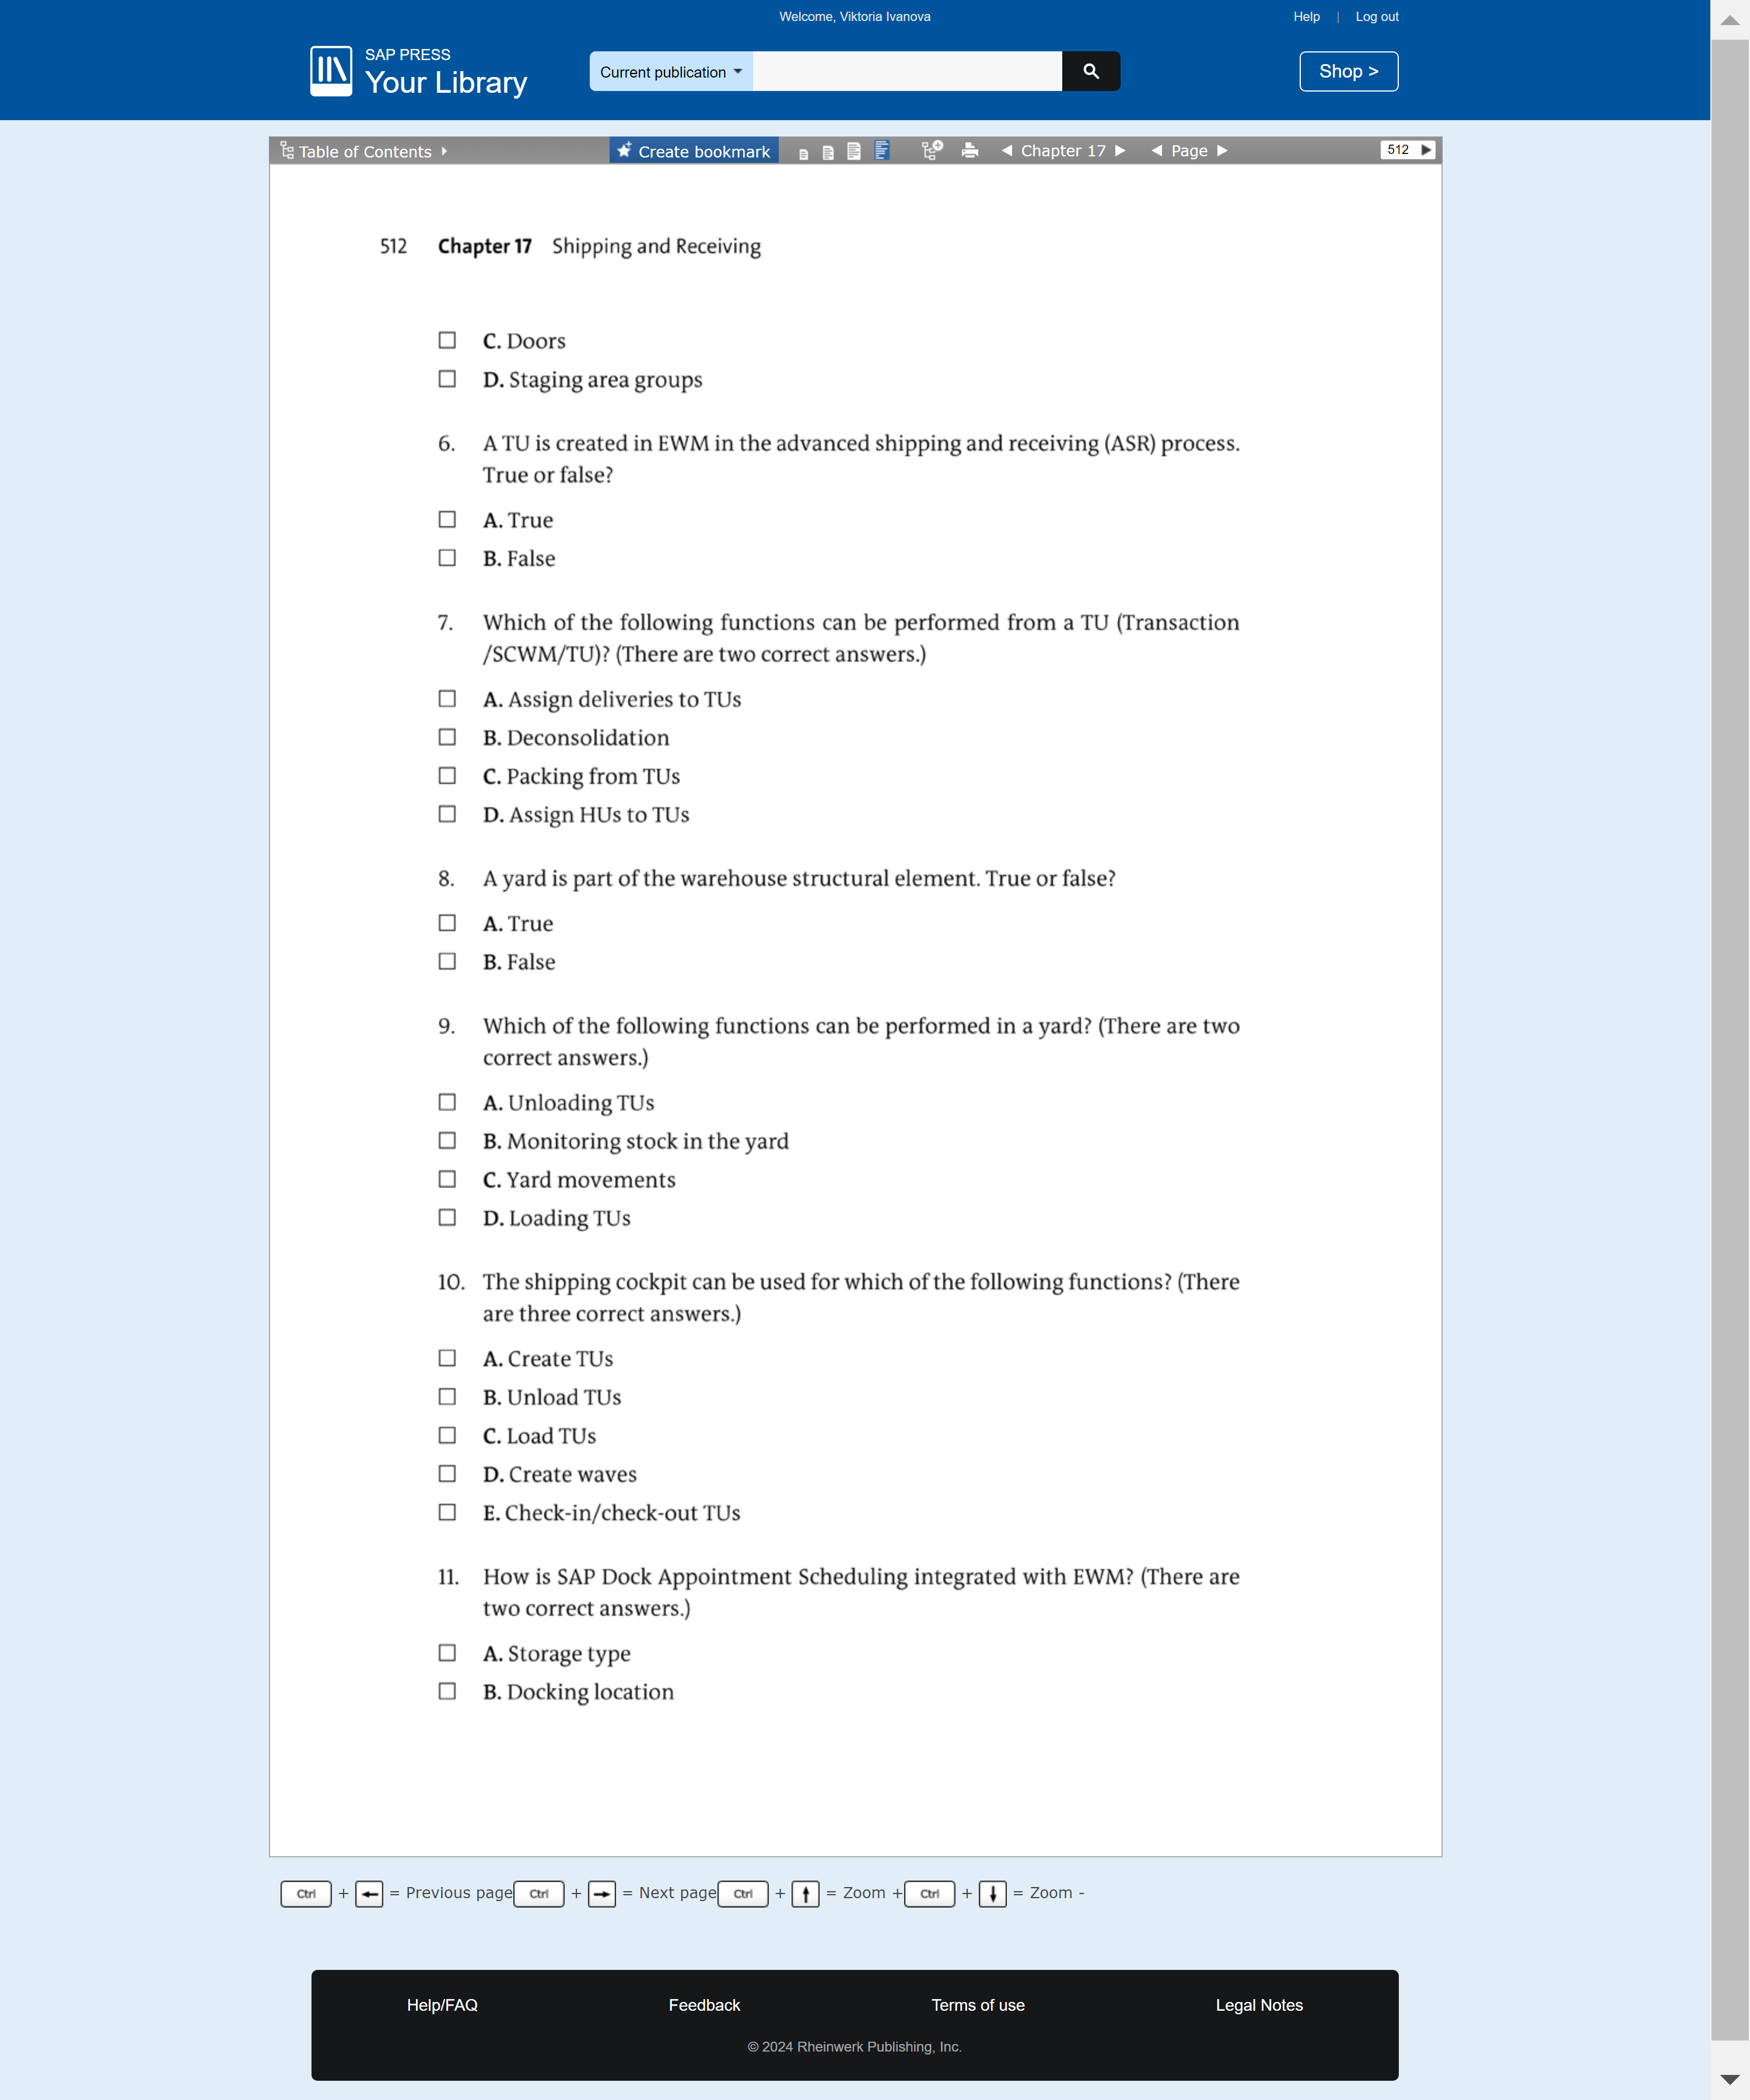 Welcome, Viktoria Ivanova
Help | Log out
SAP PRESS
Your Library
Current publication
Shop >
Table of Contents
Create bookmark
Chapter 17
Page
512
512 Chapter 17 Shipping and Receiving
C. Doors
D. Staging area groups
6. A TU is created in EWM in the advanced shipping and receiving (ASR) process.
True or false?
A. True
B. False
7. Which of the following functions can be performed from a TU (Transaction
/SCWM/TU)? (There are two correct answers.)
A. Assign deliveries to TUs
B. Deconsolidation
C. Packing from TUs
D. Assign HUs to TUs
8. A yard is part of the warehouse structural element. True or false?
A. True
B. False
9. Which of the following functions can be performed in a yard? (There are two
correct answers.)
A. Unloading TUs
B. Monitoring stock in the yard
C. Yard movements
D. Loading TUs
10. The shipping cockpit can be used for which of the following functions? (There
are three correct answers.)
A. Create TUs
B. Unload TUs
C. Load TUs
D. Create waves
E. Check-in/check-out TUs
11. How is SAP Dock Appointment Scheduling integrated with EWM? (There are
two correct answers.)
A. Storage type
B. Docking location
Ctrl + ← = Previous page Ctrl + → = Next page Ctrl + ↑ = Zoom + Ctrl + ↓ = Zoom -
Help/FAQ Feedback Terms of use Legal Notes
© 2024 Rheinwerk Publishing, Inc.